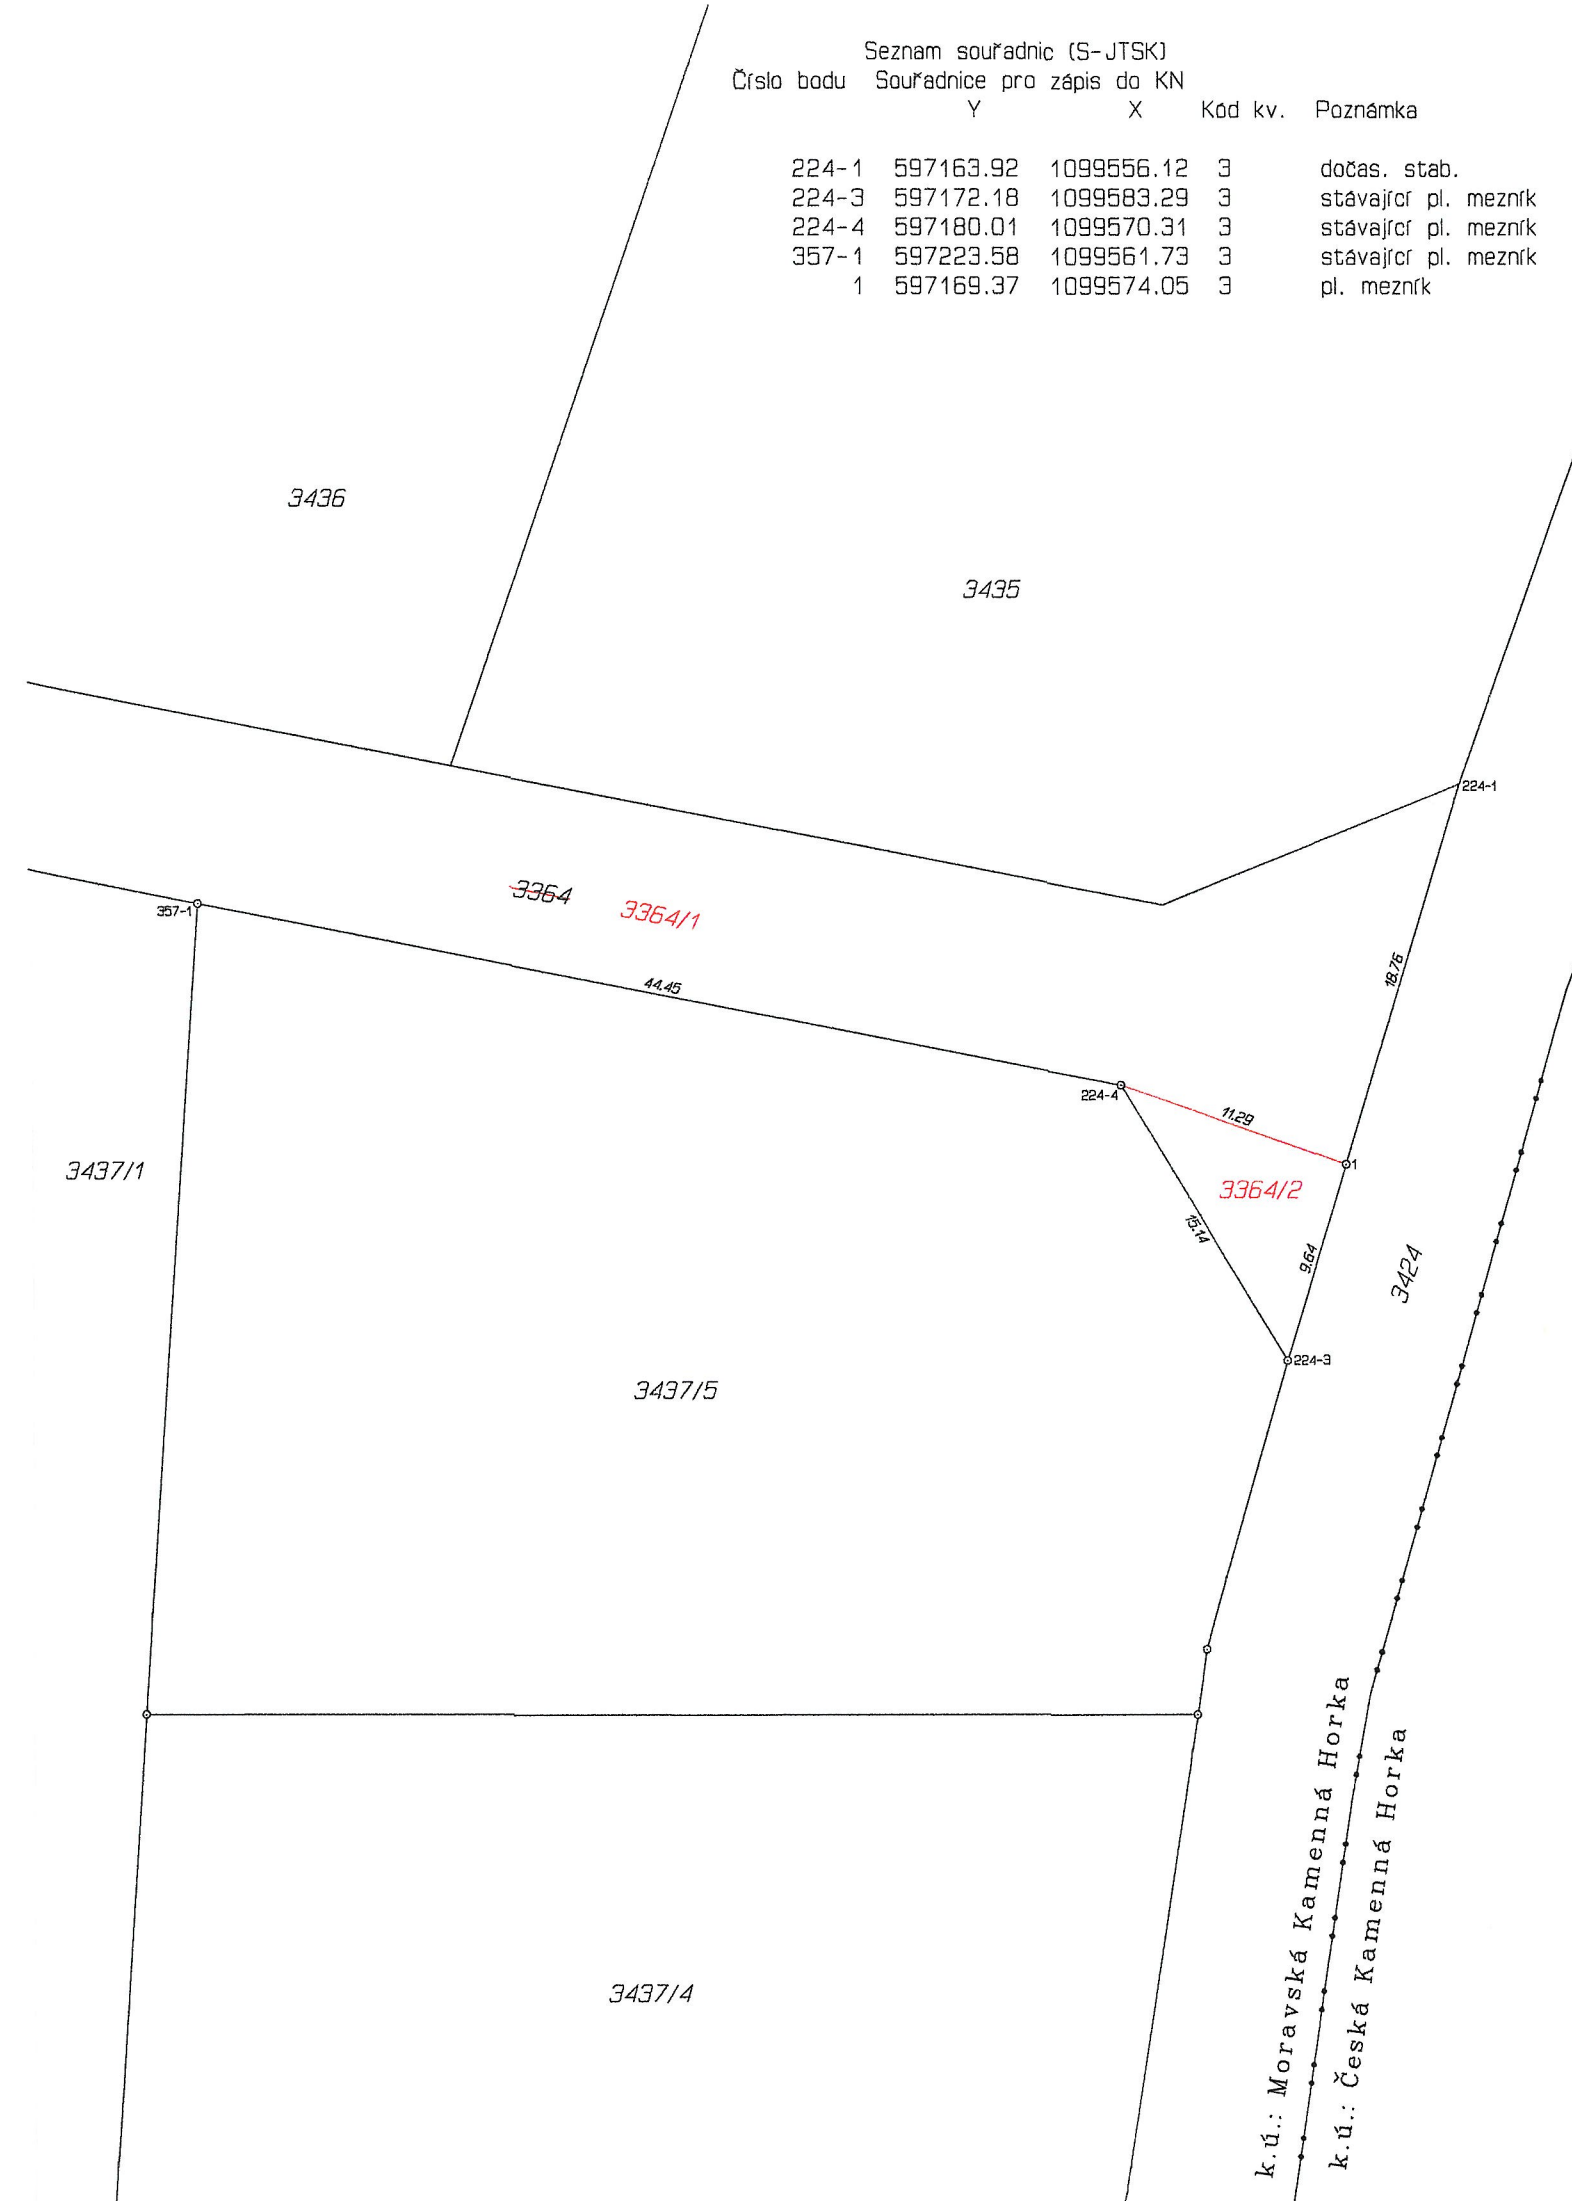 Seznam souřadnic (S-JTSK)
Číslo bodu Souřadnice pro zápis do KN
Y X Kód kv. Poznámka
224-1 597163.92 1099556.12 3 dočas. stab.
224-3 597172.18 1099583.29 3 stávající pl. mezník
224-4 597180.01 1099570.31 3 stávající pl. mezník
357-1 597223.58 1099561.73 3 stávající pl. mezník
1 597169.37 1099574.05 3 pl. mezník
3436
3435
224-1
3364
3364/1
357-1
18.76
44.45
224-4
11.29
1
3437/1
3364/2
15.14
9.64
3424
224-3
3437/5
3437/4
k.ú.: Moravská Kamenná Horka
k.ú.: Česká Kamenná Horka